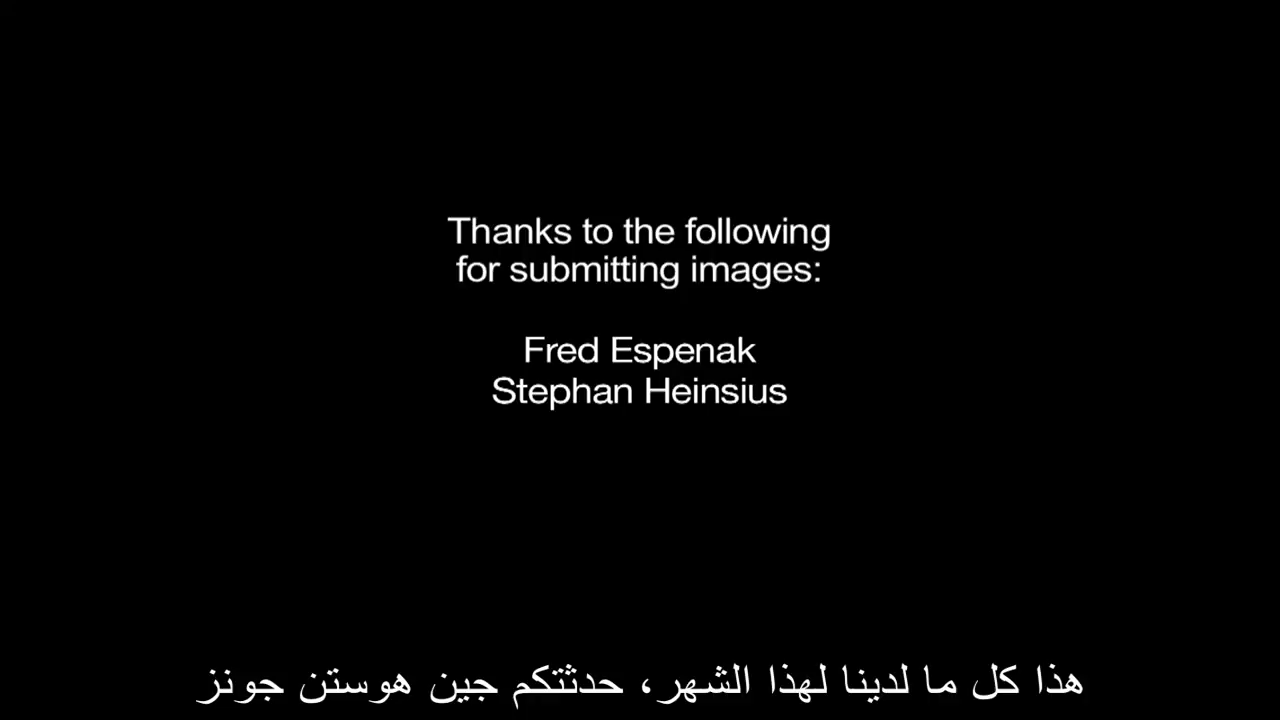 Thanks to the following
for submitting images:
Fred Espenak
Stephan Heinsius
هذا كل ما لدينا لهذا الشهر، حدثتكم جين هوستن جونز